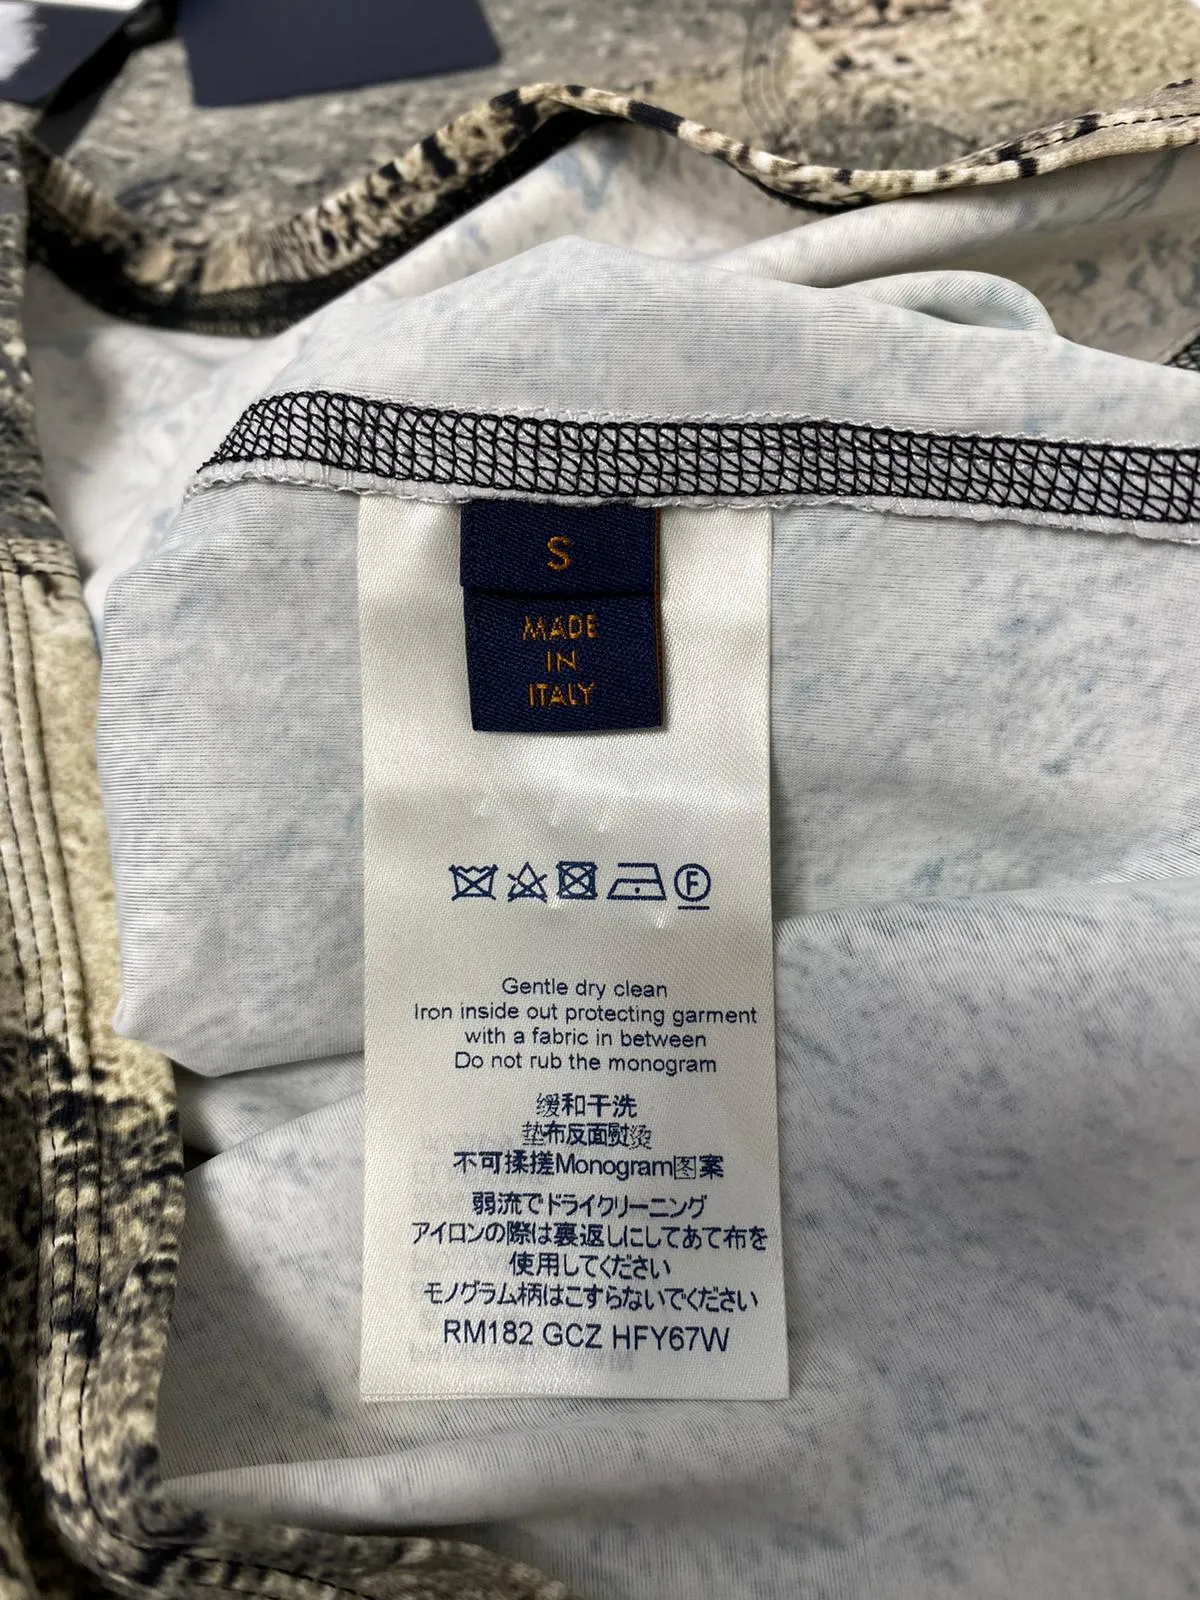 S
MADE
IN
ITALY
F
Gentle dry clean
Iron inside out protecting garment
with a fabric in between
Do not rub the monogram
缓和干洗
垫布反面熨烫
不可揉搓Monogram图案
弱流でドライクリーニング
アイロンの際は裏返しにしてあて布を
使用してください
モノグラム柄はこすらないでください
RM182 GCZ HFY67W